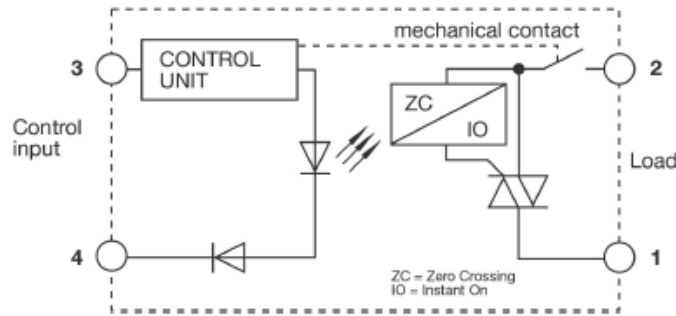 mechanical contact
3
CONTROL
UNIT
2
ZC
IO
Control
input
Load
4
1
ZC = Zero Crossing
IO = Instant On